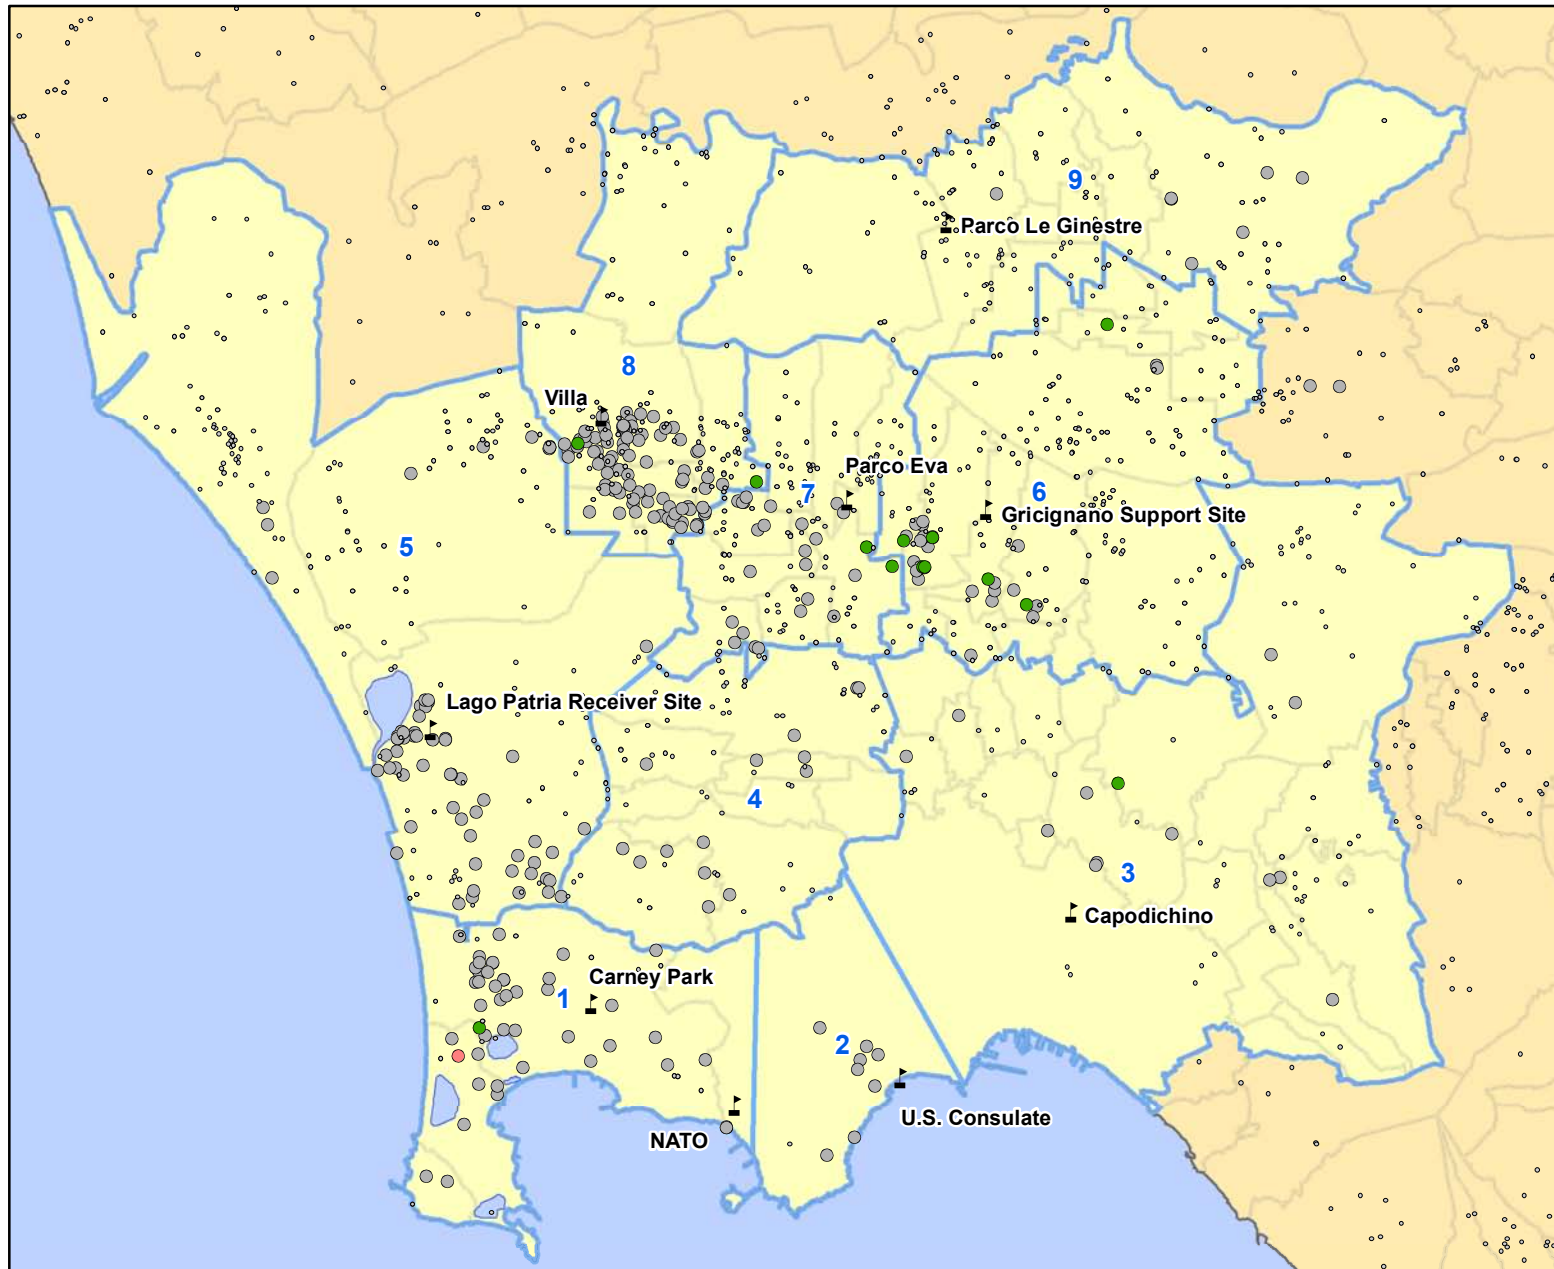 9
Parco Le Ginestre
8
Villa
Parco Eva
7
6
Gricignano Support Site
5
Lago Patria Receiver Site
4
3
Capodichino
Carney Park
1
2
U.S. Consulate
NATO